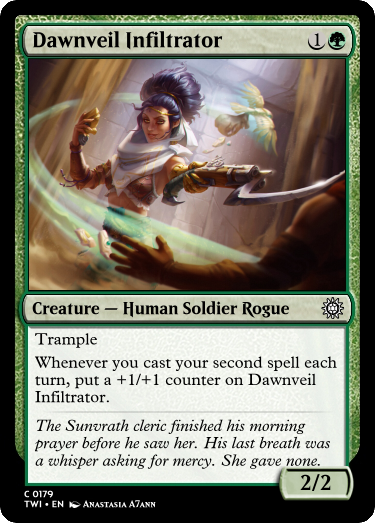 Dawnveil Infiltrator 1
Creature — Human Soldier Rogue
Trample
Whenever you cast your second spell each
turn, put a +1/+1 counter on Dawnveil
Infiltrator.
The Sunvrath cleric finished his morning
prayer before he saw her. His last breath was
a whisper asking for mercy. She gave none.
2/2
C 0179
TWI • EN Anastasia A7ann